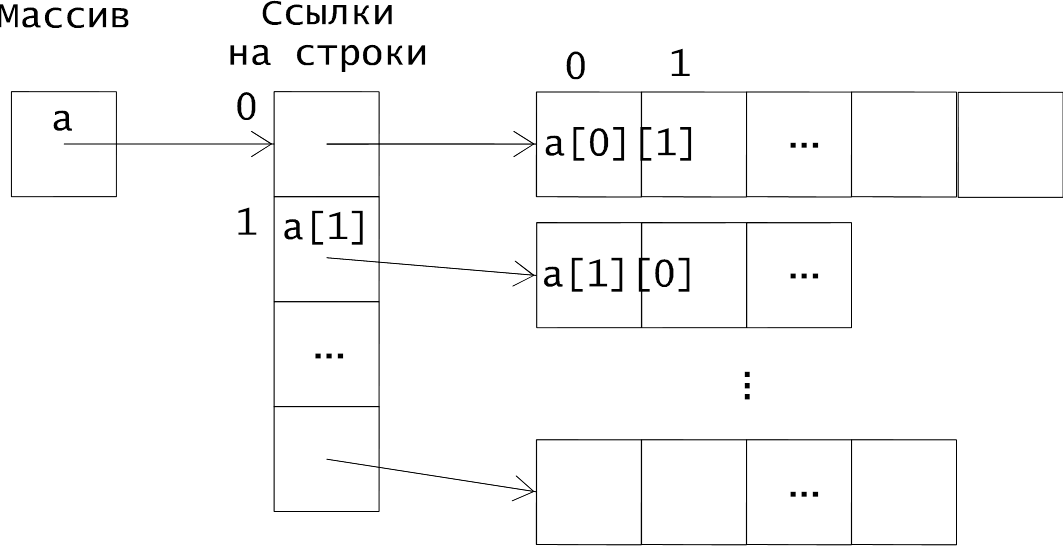 Массив
Ссылки
на строки
0 1
a
0
a[0][1]
...
1
a[1]
a[1][0]
...
...
...
...